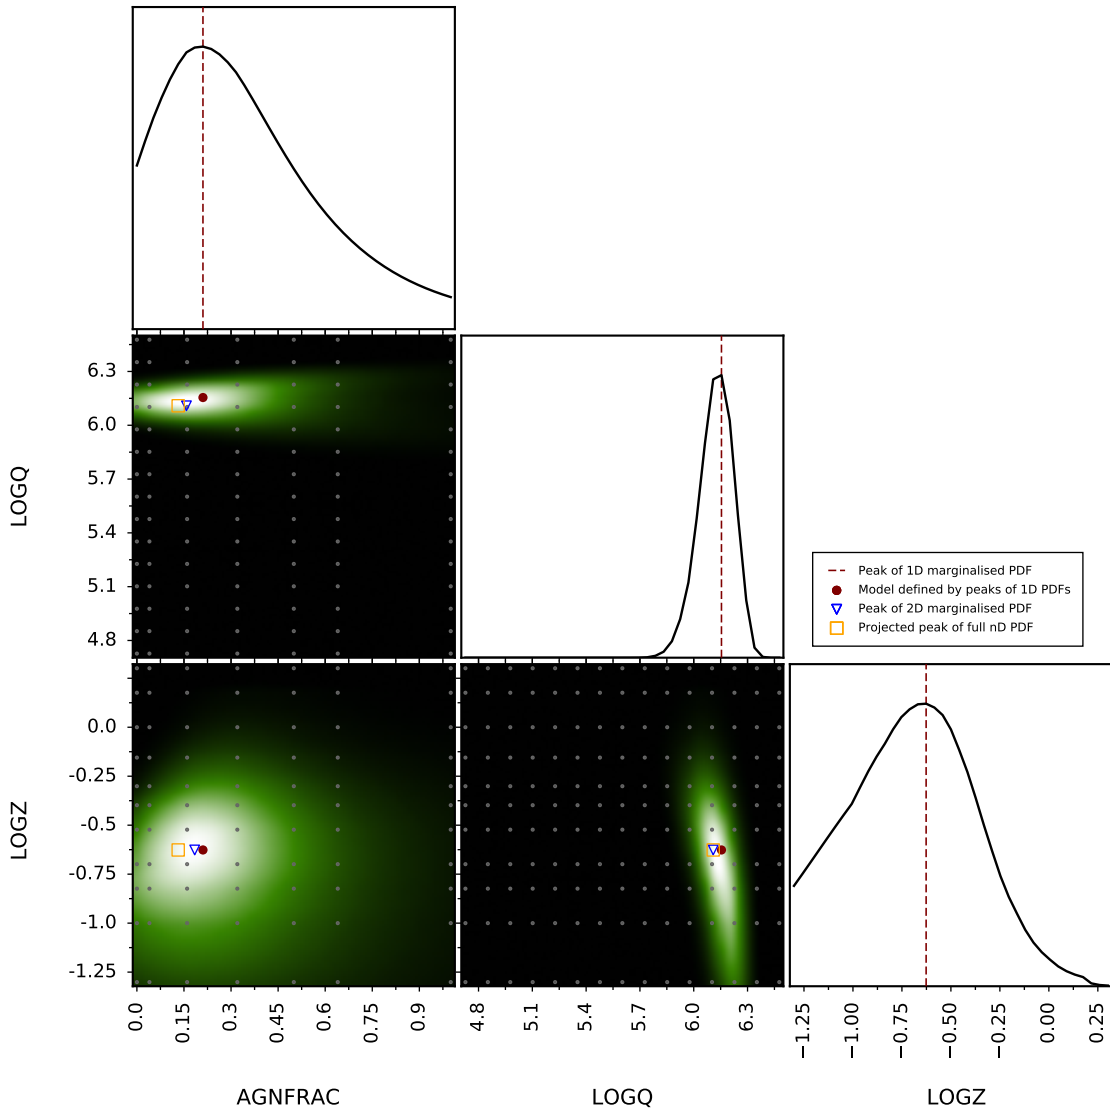 6.3
6.0
5.7
5.4
5.1
4.8
LOGQ
Peak of 1D marginalised PDF
Model defined by peaks of 1D PDFs
Peak of 2D marginalised PDF
Projected peak of full nD PDF
0.0
-0.25
-0.5
-0.75
-1.0
-1.25
LOGZ
0.0 0.15 0.3 0.45 0.6 0.75 0.9
4.8 5.1 5.4 5.7 6.0 6.3
−1.25 −1.00 −0.75 −0.50 −0.25 0.00 0.25
AGNFRAC LOGQ LOGZ